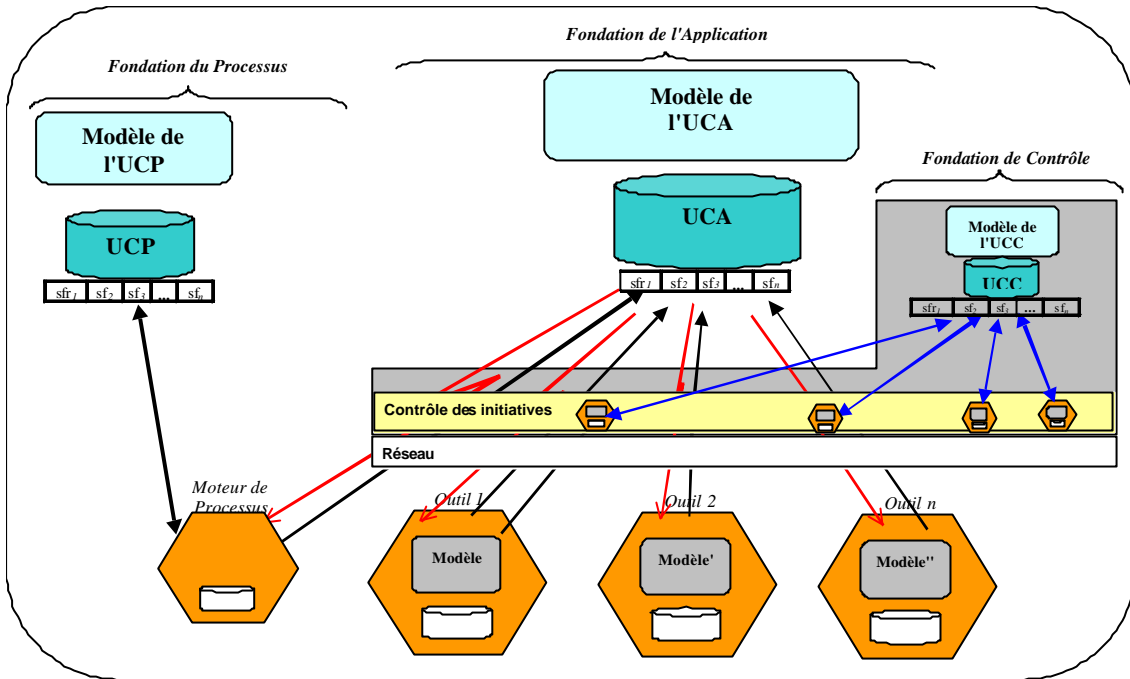 Fondation de l'Application
Fondation du Processus
Modèle de
l'UCA
Modèle de
l'UCP
Fondation de Contrôle
UCA
UCP
Modèle de
l'UCC
UCC
sfr1 sf2 sf3 ... sfn
sfr1 sf2 sf3 ... sfn
sfr1 sf2 sf3 ... sfn
Contrôle des initiatives
Réseau
Moteur de
Processus
Outil 1
Outil 2
Outil n
Modèle
Modèle'
Modèle''